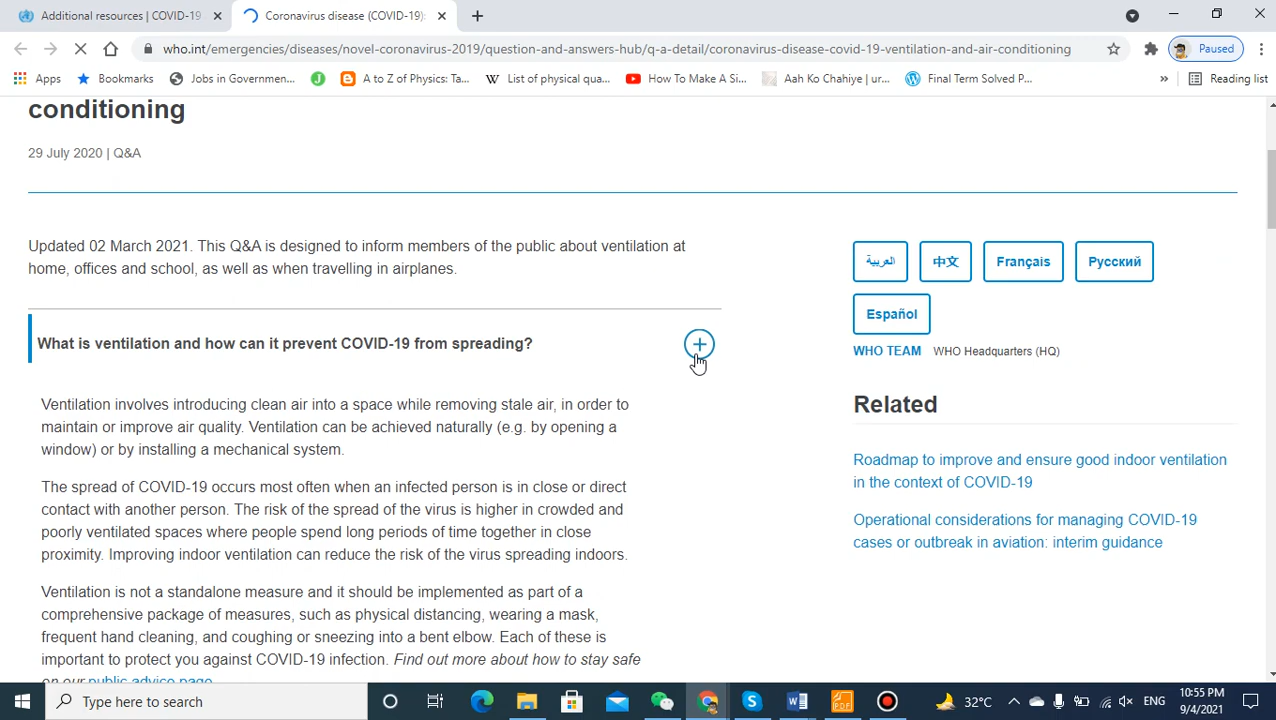 Additional resources | COVID-19
Coronavirus disease (COVID-19):
who.int/emergencies/diseases/novel-coronavirus-2019/question-and-answers-hub/q-a-detail/coronavirus-disease-covid-19-ventilation-and-air-conditioning
Paused
Apps
Bookmarks
Jobs in Governmen...
J
A to Z of Physics: Ta...
W
List of physical qua...
How To Make A Si...
Aah Ko Chahiye | ur...
Final Term Solved P...
»
Reading list
conditioning
29 July 2020 | Q&A
Updated 02 March 2021. This Q&A is designed to inform members of the public about ventilation at
home, offices and school, as well as when travelling in airplanes.
العربية
中文
Français
Русский
Español
WHO TEAM WHO Headquarters (HQ)
What is ventilation and how can it prevent COVID-19 from spreading?
Ventilation involves introducing clean air into a space while removing stale air, in order to
maintain or improve air quality. Ventilation can be achieved naturally (e.g. by opening a
window) or by installing a mechanical system.
The spread of COVID-19 occurs most often when an infected person is in close or direct
contact with another person. The risk of the spread of the virus is higher in crowded and
poorly ventilated spaces where people spend long periods of time together in close
proximity. Improving indoor ventilation can reduce the risk of the virus spreading indoors.
Ventilation is not a standalone measure and it should be implemented as part of a
comprehensive package of measures, such as physical distancing, wearing a mask,
frequent hand cleaning, and coughing or sneezing into a bent elbow. Each of these is
important to protect you against COVID-19 infection. Find out more about how to stay safe
on our public advice page
Related
Roadmap to improve and ensure good indoor ventilation
in the context of COVID-19
Operational considerations for managing COVID-19
cases or outbreak in aviation: interim guidance
Type here to search
32°C
ENG
10:55 PM
9/4/2021